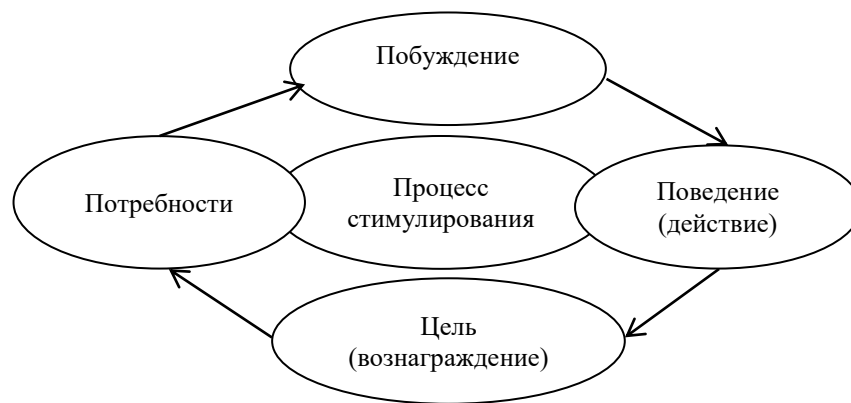 Побуждение
Потребности
Процесс
стимулирования
Поведение
(действие)
Цель
(вознаграждение)